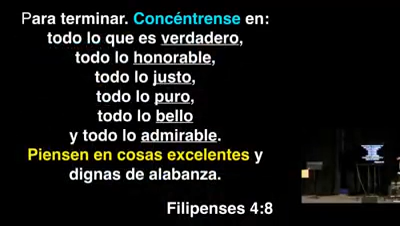 Para terminar. Concéntrense en:
todo lo que es verdadero,
todo lo honorable,
todo lo justo,
todo lo puro,
todo lo bello
y todo lo admirable.
Piensen en cosas excelentes y
dignas de alabanza.
Filipenses 4:8